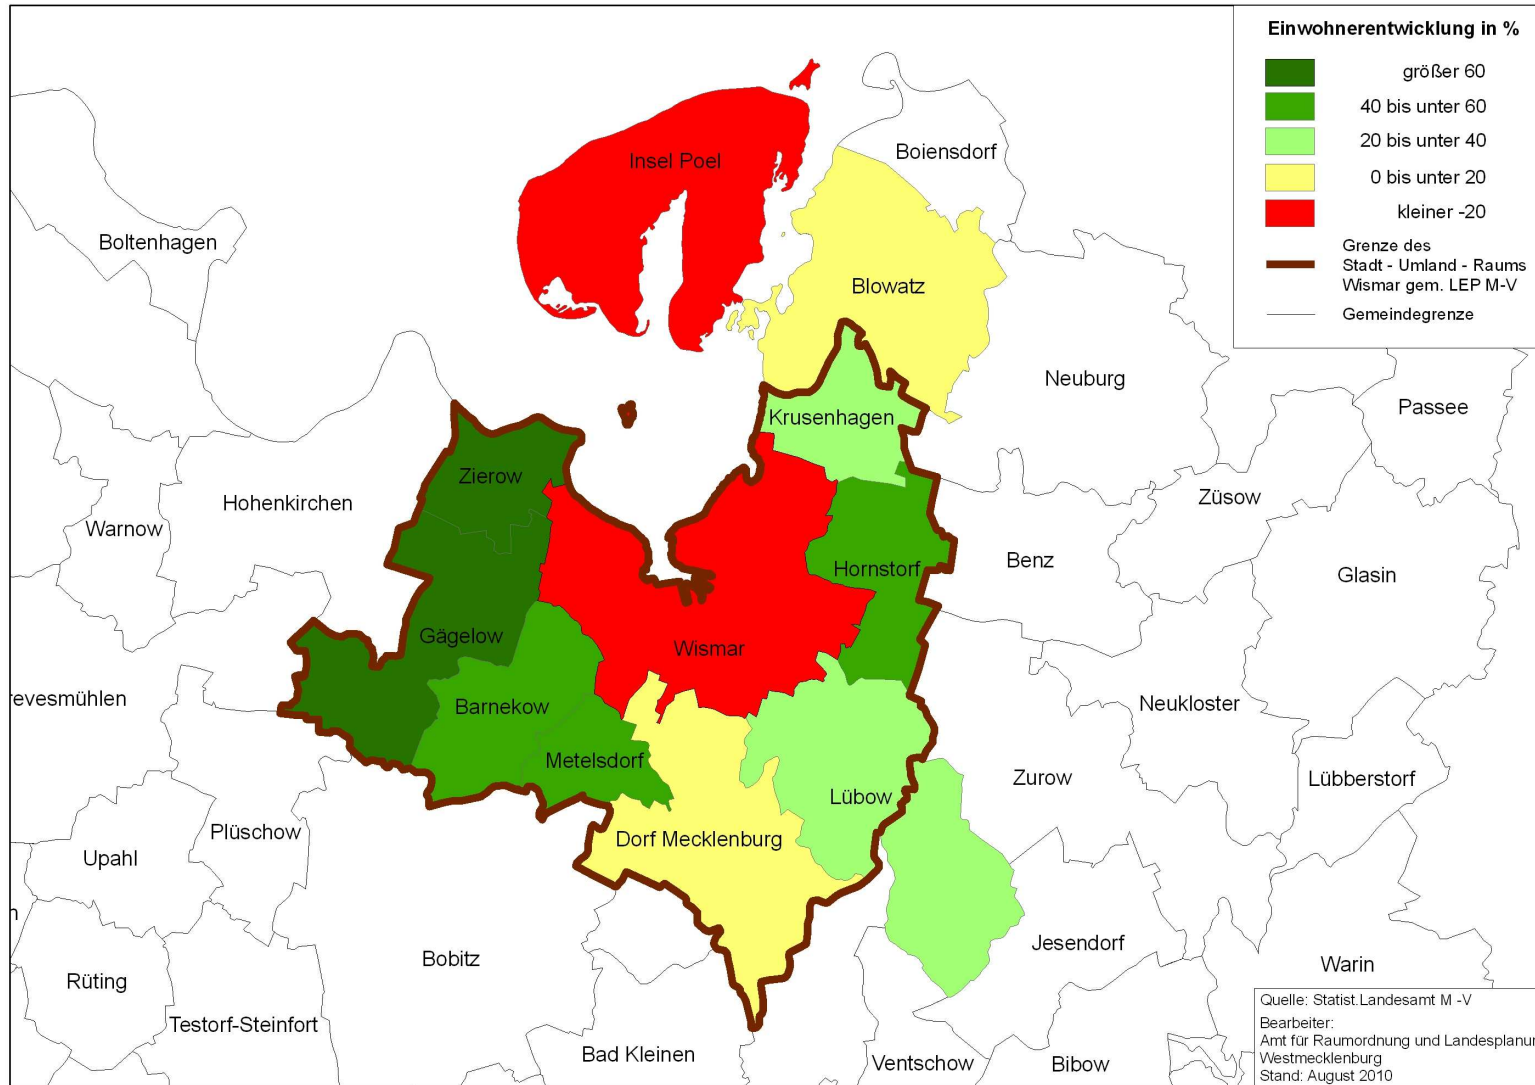 Einwohnerentwicklung in %
größer 60
40 bis unter 60
20 bis unter 40
0 bis unter 20
kleiner -20
Grenze des
Stadt - Umland - Raums
Wismar gem. LEP M-V
Gemeindegrenze
Boiensdorf
Insel Poel
Boltenhagen
Blowatz
Neuburg
Passee
Krusenhagen
Zierow
Hohenkirchen
Züsow
Warnow
Benz
Hornstorf
Glasin
Gägelow
Wismar
revesmühlen
Barnekow
Neukloster
Metelsdorf
Zurow
Lübberstorf
Lübow
Plüschow
Dorf Mecklenburg
Upahl
n
Jesendorf
Bobitz
Warin
Rüting
Testorf-Steinfort
Bad Kleinen
Ventschow
Bibow
Quelle: Statist.Landesamt M -V
Bearbeiter:
Amt für Raumordnung und Landesplanun
Westmecklenburg
Stand: August 2010